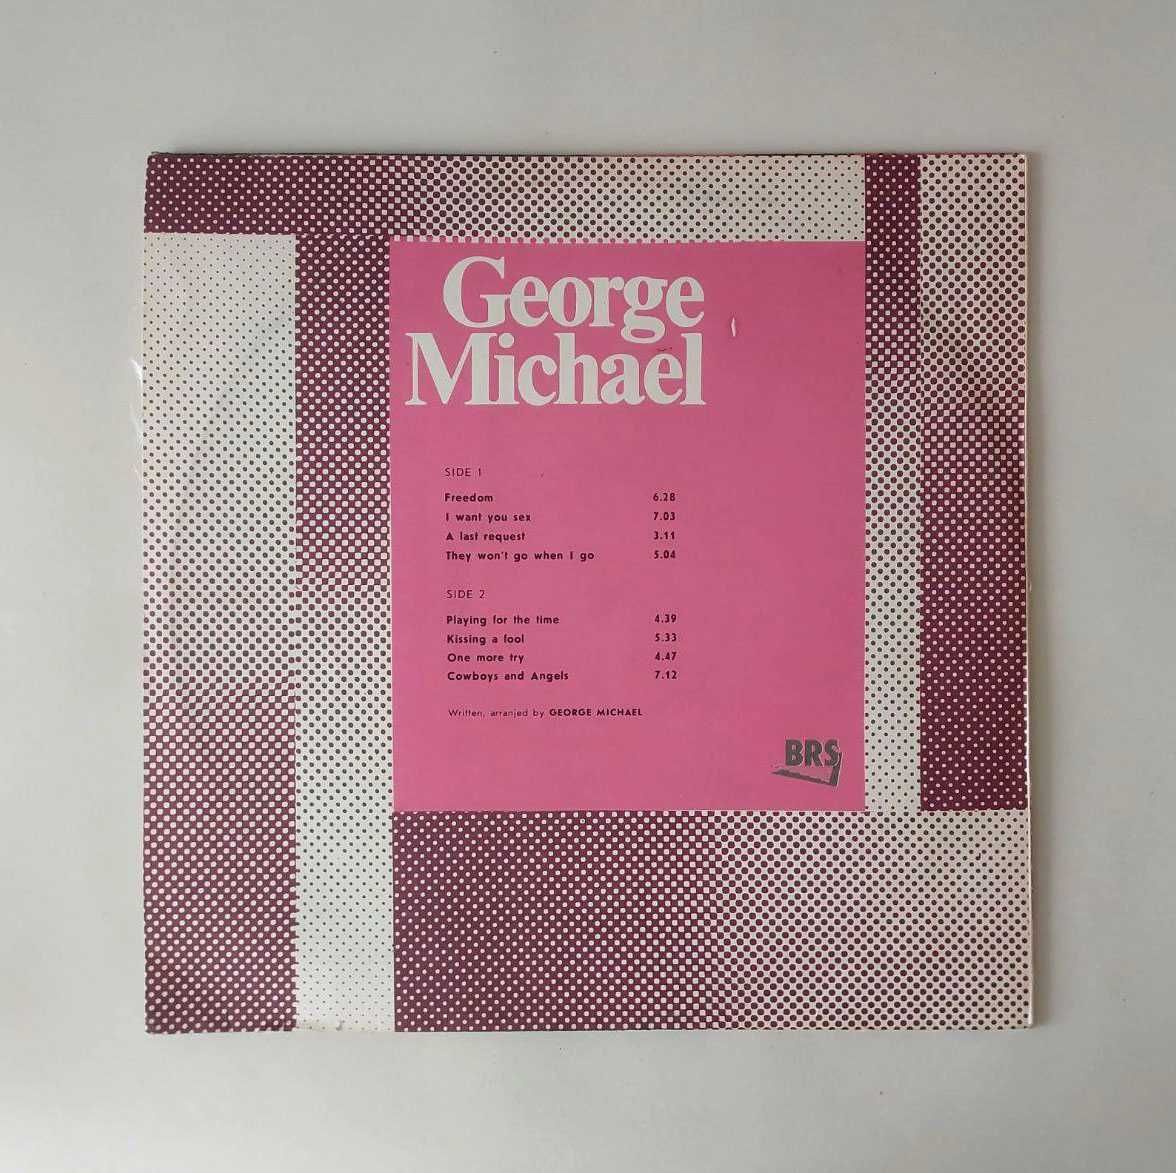 George
Michael
SIDE 1
Freedom 6.28
I want you sex 7.03
A last request 3.11
They won't go when I go 5.04
SIDE 2
Playing for the time 4.39
Kissing a fool 5.33
One more try 4.47
Cowboys and Angels 7.12
Written, arranjed by GEORGE MICHAEL
BRS